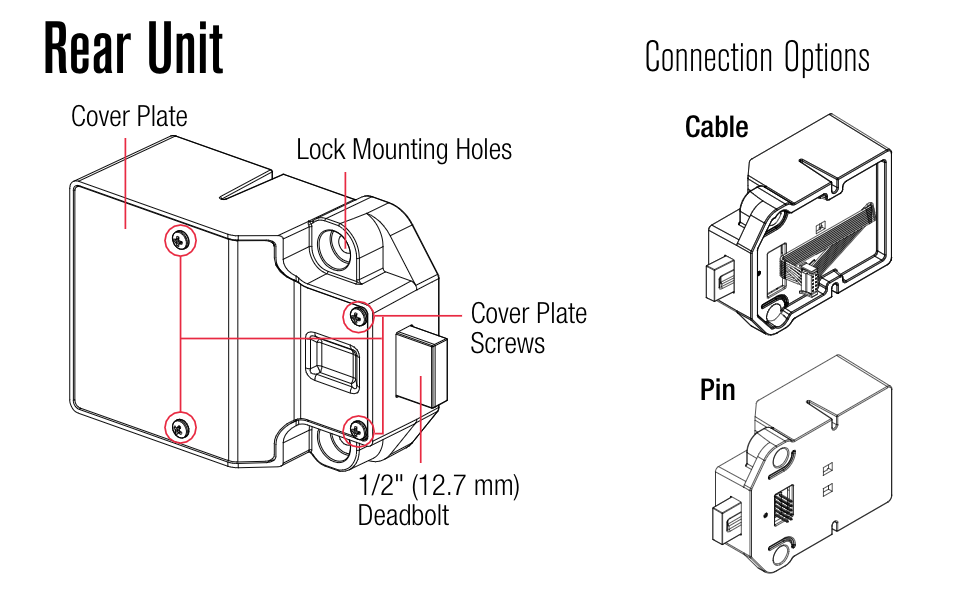 Rear Unit
Connection Options
Cover Plate
Lock Mounting Holes
Cable
Cover Plate
Screws
Pin
1/2" (12.7 mm)
Deadbolt